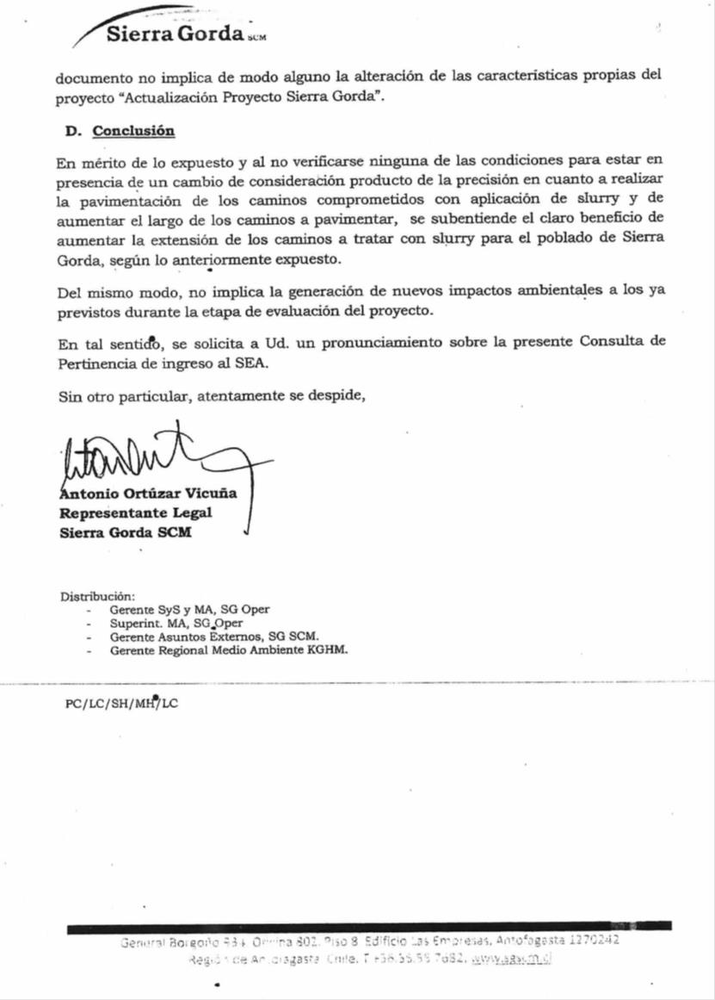 Sierra Gorda SCM
documento no implica de modo alguno la alteración de las características propias del
proyecto “Actualización Proyecto Sierra Gorda”.
D. Conclusión
En mérito de lo expuesto y al no verificarse ninguna de las condiciones para estar en
presencia de un cambio de consideración producto de la precisión en cuanto a realizar
la pavimentación de los caminos comprometidos con aplicación de slurry y de
aumentar el largo de los caminos a pavimentar, se subentiende el claro beneficio de
aumentar la extensión de los caminos a tratar con slurry para el poblado de Sierra
Gorda, según lo anteriormente expuesto.
Del mismo modo, no implica la generación de nuevos impactos ambientales a los ya
previstos durante la etapa de evaluación del proyecto.
En tal sentido, se solicita a Ud. un pronunciamiento sobre la presente Consulta de
Pertinencia de ingreso al SEA.
Sin otro particular, atentamente se despide,
Antonio Ortúzar Vicuña
Representante Legal
Sierra Gorda SCM
Distribución:
- Gerente SyS y MA, SG Oper
- Superint. MA, SG Oper
- Gerente Asuntos Externos, SG SCM.
- Gerente Regional Medio Ambiente KGHM.
PC/LC/SH/MH/LC
General Borgoño 934 Oficina 802, Piso 8 Edificio Las Empresas, Antofagasta 1270242
Región de Antofagasta Chile, T